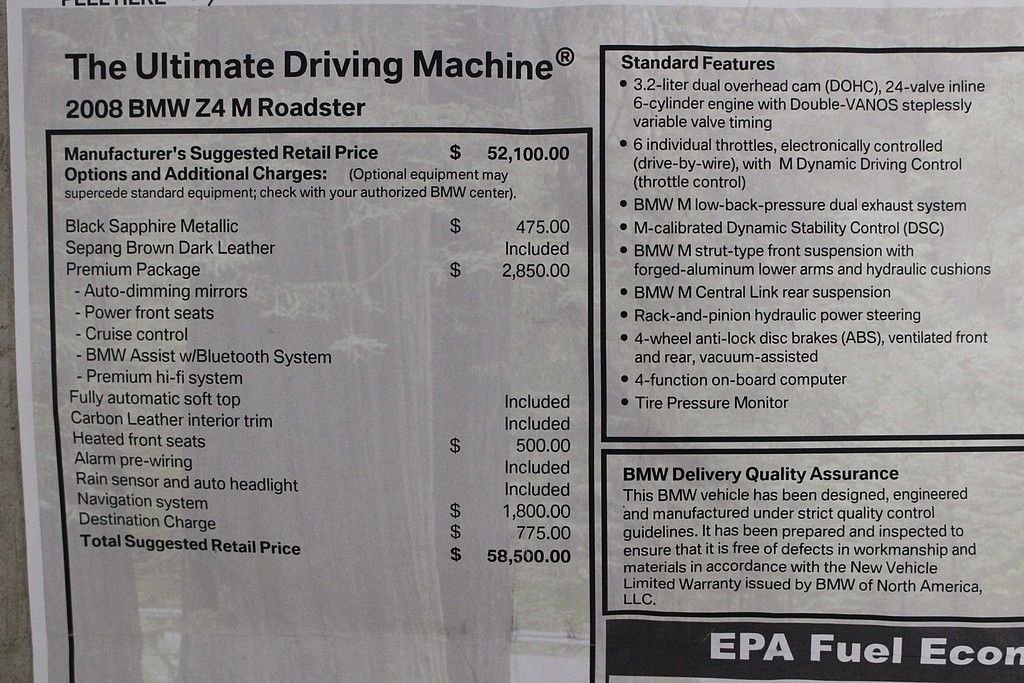 The Ultimate Driving Machine®
2008 BMW Z4 M Roadster
Manufacturer's Suggested Retail Price $ 52,100.00
Options and Additional Charges: (Optional equipment may
supercede standard equipment; check with your authorized BMW center).
Black Sapphire Metallic $ 475.00
Sepang Brown Dark Leather Included
Premium Package $ 2,850.00
- Auto-dimming mirrors
- Power front seats
- Cruise control
- BMW Assist w/Bluetooth System
- Premium hi-fi system
Fully automatic soft top Included
Carbon Leather interior trim Included
Heated front seats $ 500.00
Alarm pre-wiring Included
Rain sensor and auto headlight Included
Navigation system $ 1,800.00
Destination Charge $ 775.00
Total Suggested Retail Price $ 58,500.00
Standard Features
• 3.2-liter dual overhead cam (DOHC), 24-valve inline
6-cylinder engine with Double-VANOS steplessly
variable valve timing
• 6 individual throttles, electronically controlled
(drive-by-wire), with M Dynamic Driving Control
(throttle control)
• BMW M low-back-pressure dual exhaust system
• M-calibrated Dynamic Stability Control (DSC)
• BMW M strut-type front suspension with
forged-aluminum lower arms and hydraulic cushions
• BMW M Central Link rear suspension
• Rack-and-pinion hydraulic power steering
• 4-wheel anti-lock disc brakes (ABS), ventilated front
and rear, vacuum-assisted
• 4-function on-board computer
• Tire Pressure Monitor
BMW Delivery Quality Assurance
This BMW vehicle has been designed, engineered
and manufactured under strict quality control
guidelines. It has been prepared and inspected to
ensure that it is free of defects in workmanship and
materials in accordance with the New Vehicle
Limited Warranty issued by BMW of North America,
LLC.
EPA Fuel Econ